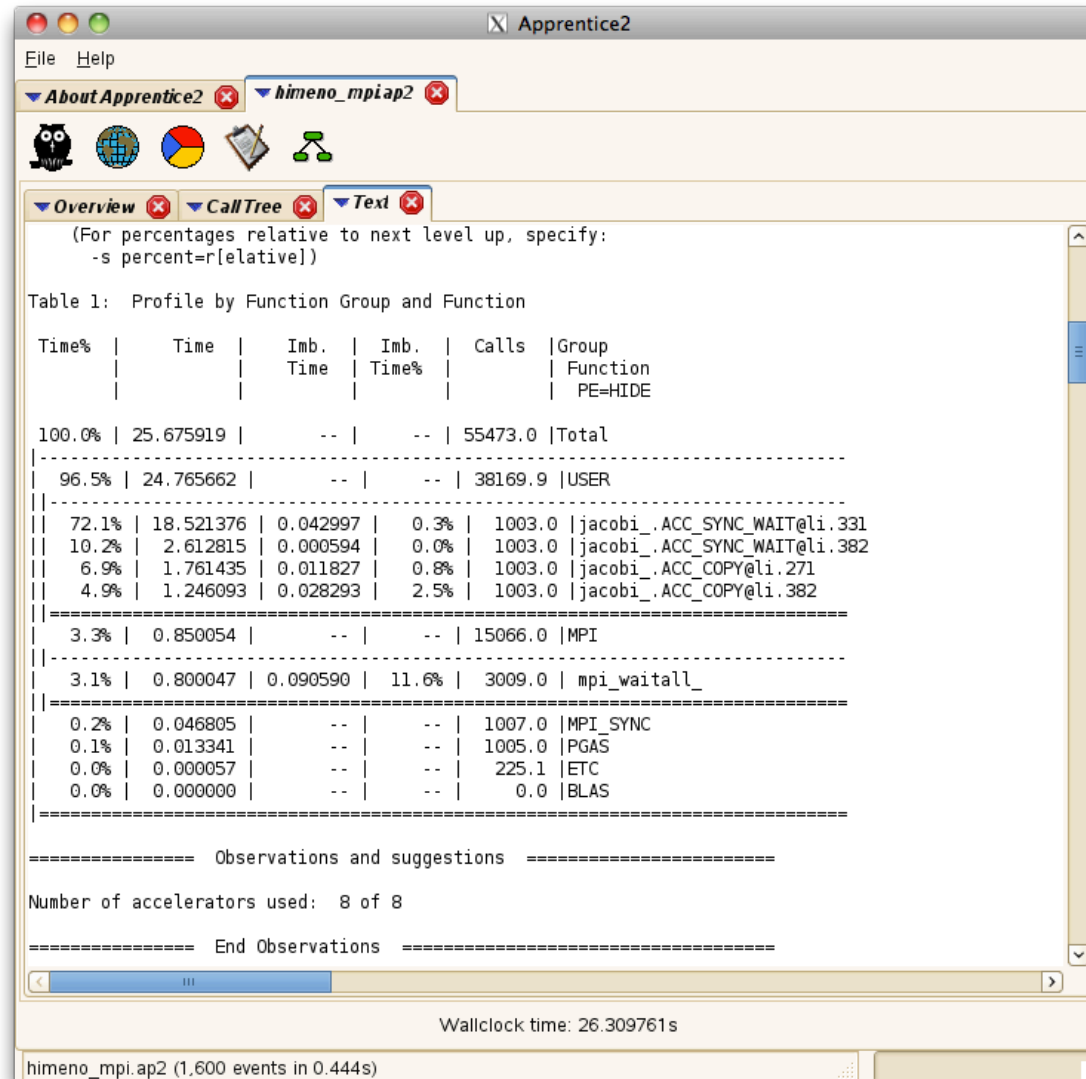 Apprentice2
File Help
About Apprentice2
himeno_mpi.ap2
Overview
CallTree
Text
(For percentages relative to next level up, specify:
-s percent=r[elative])
Table 1: Profile by Function Group and Function
Time% | Time | Imb. | Imb. | Calls |Group
| | Time | Time% | | Function
| | | | | PE=HIDE
100.0% | 25.675919 | -- | -- | 55473.0 |Total
|------------------------------------------------------------------------------
| 96.5% | 24.765662 | -- | -- | 38169.9 |USER
||-----------------------------------------------------------------------------
|| 72.1% | 18.521376 | 0.042997 | 0.3% | 1003.0 |jacobi_.ACC_SYNC_WAIT@li.331
|| 10.2% | 2.612815 | 0.000594 | 0.0% | 1003.0 |jacobi_.ACC_SYNC_WAIT@li.382
|| 6.9% | 1.761435 | 0.011827 | 0.8% | 1003.0 |jacobi_.ACC_COPY@li.271
|| 4.9% | 1.246093 | 0.028293 | 2.5% | 1003.0 |jacobi_.ACC_COPY@li.382
||=============================================================================
| 3.3% | 0.850054 | -- | -- | 15066.0 |MPI
||-----------------------------------------------------------------------------
| 3.1% | 0.800047 | 0.090590 | 11.6% | 3009.0 | mpi_waitall_
||=============================================================================
| 0.2% | 0.046805 | -- | -- | 1007.0 |MPI_SYNC
| 0.1% | 0.013341 | -- | -- | 1005.0 |PGAS
| 0.0% | 0.000057 | -- | -- | 225.1 |ETC
| 0.0% | 0.000000 | -- | -- | 0.0 |BLAS
|==============================================================================
================ Observations and suggestions ========================
Number of accelerators used: 8 of 8
================ End Observations ====================================
Wallclock time: 26.309761s
himeno_mpi.ap2 (1,600 events in 0.444s)